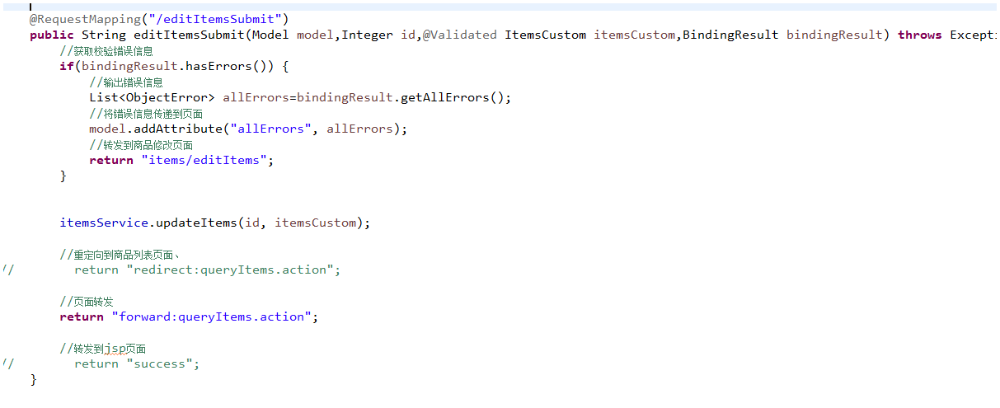 @RequestMapping("/editItemsSubmit")
public String editItemsSubmit(Model model,Integer id,@Validated ItemsCustom itemsCustom,BindingResult bindingResult) throws Excepti
//获取校验错误信息
if(bindingResult.hasErrors()) {
//输出错误信息
List<ObjectError> allErrors=bindingResult.getAllErrors();
//将错误信息传递到页面
model.addAttribute("allErrors", allErrors);
//转发到商品修改页面
return "items/editItems";
}
itemsService.updateItems(id, itemsCustom);
//重定向到商品列表页面、
// return "redirect:queryItems.action";
//页面转发
return "forward:queryItems.action";
//转发到jsp页面
// return "success";
}